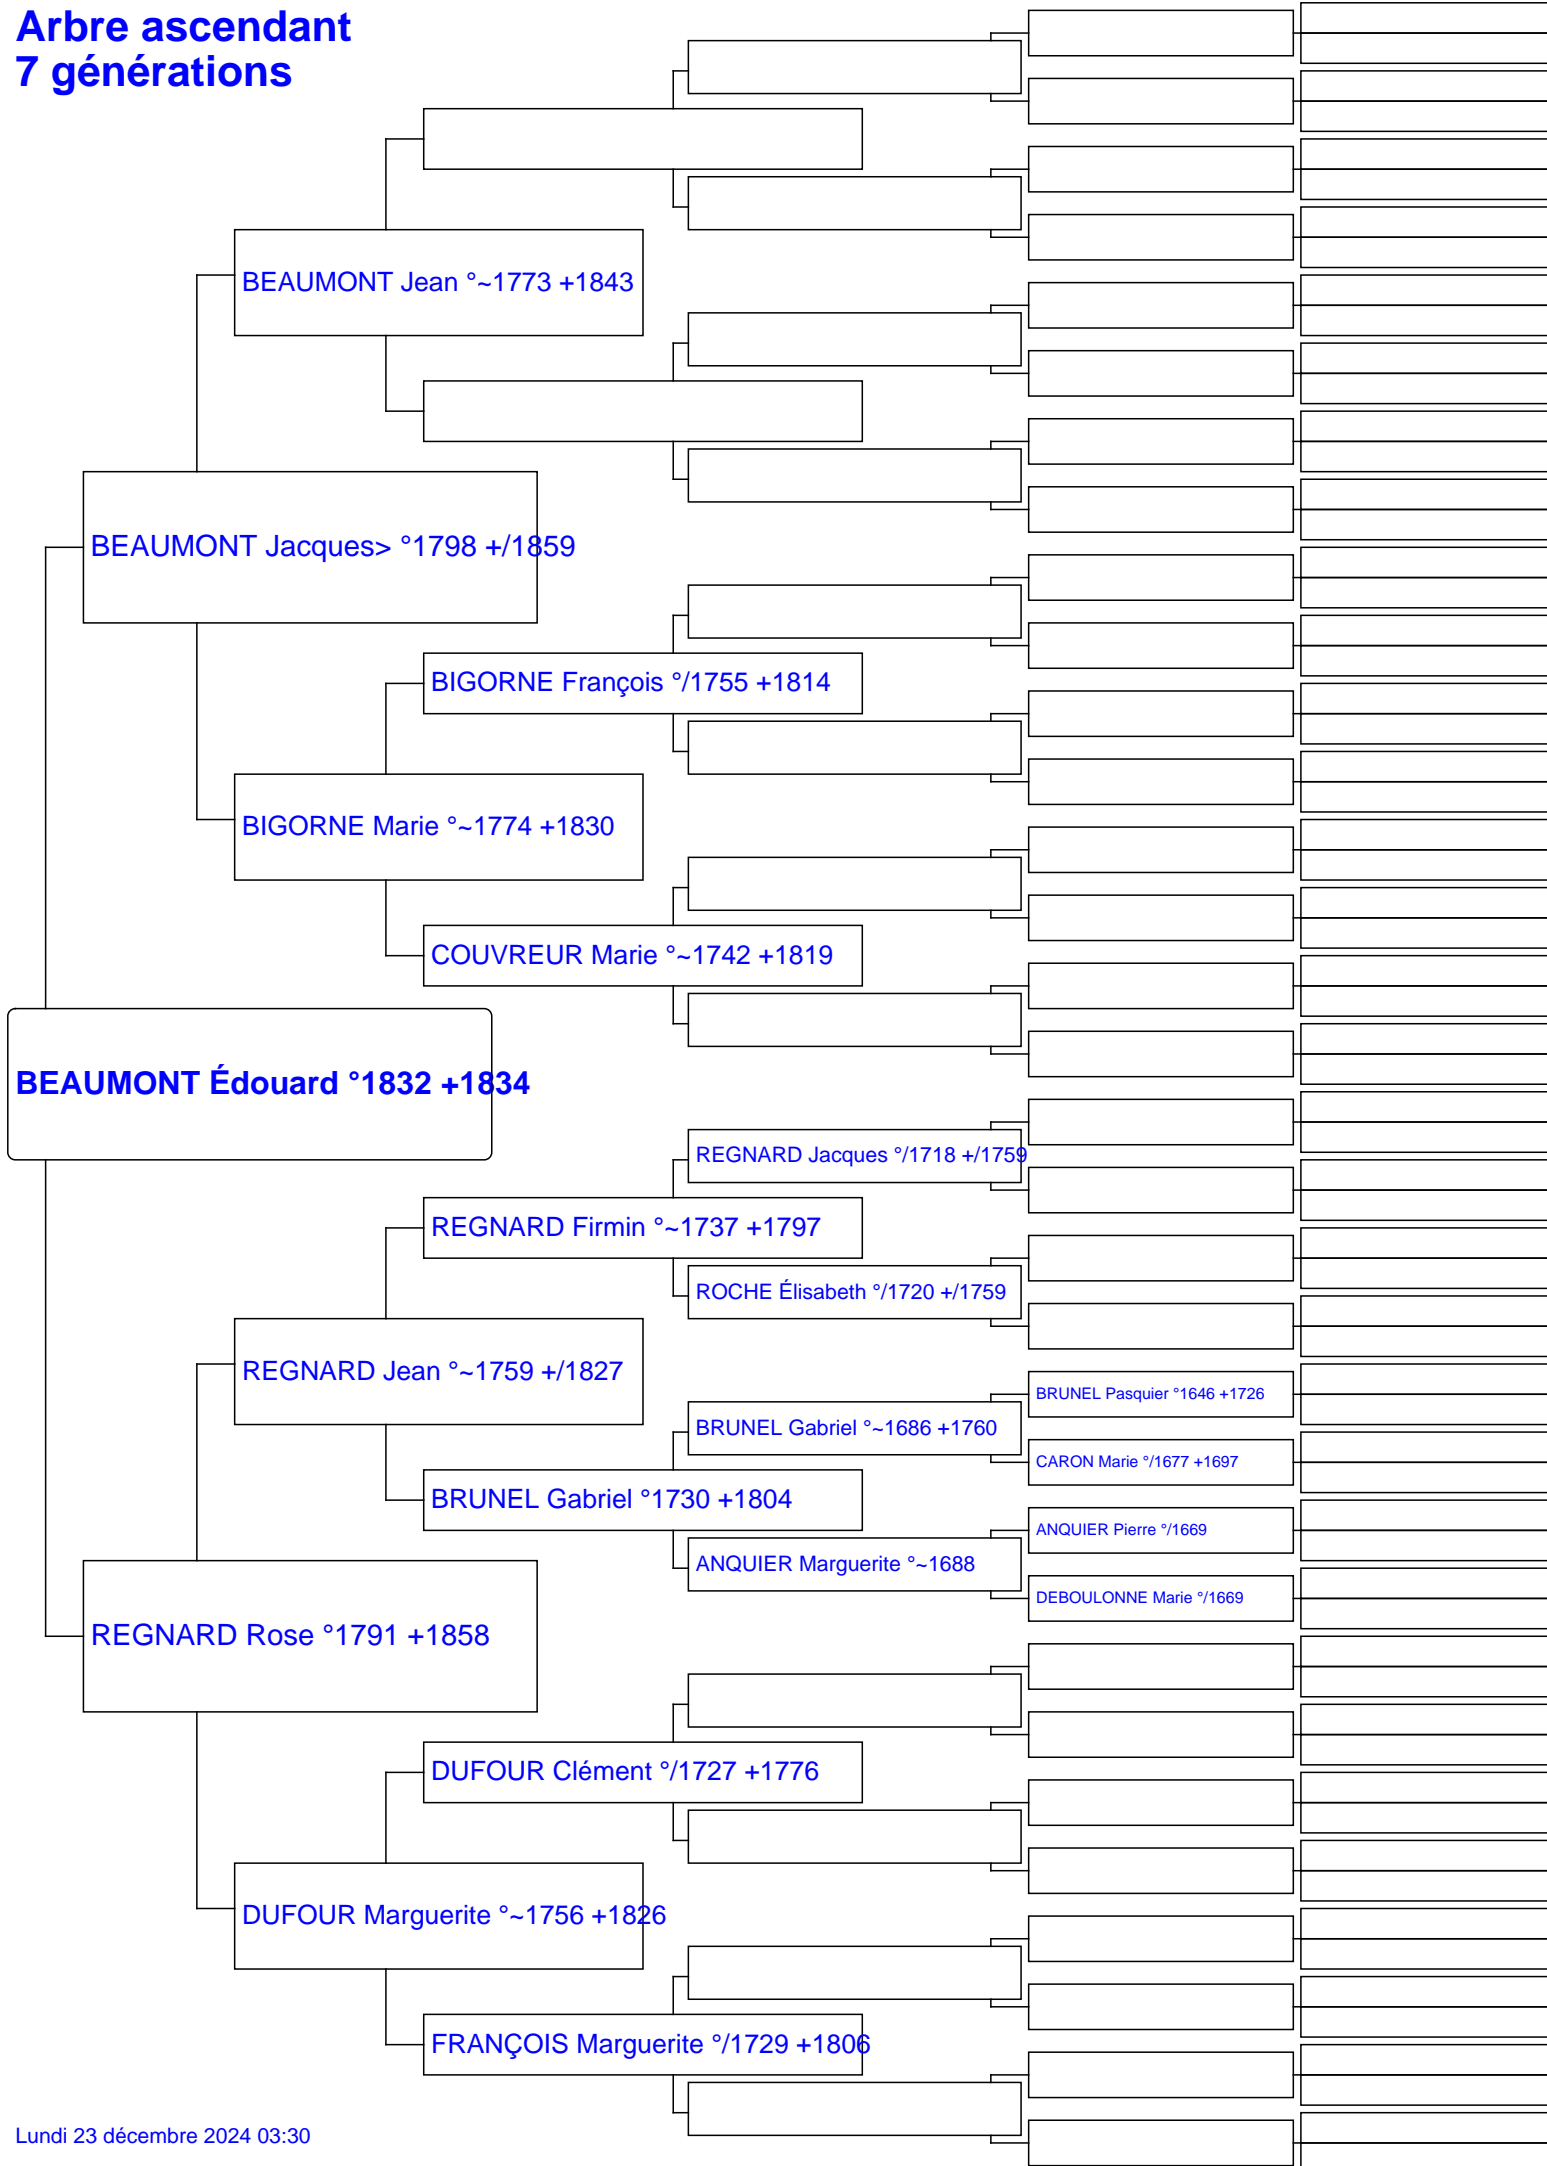 Arbre ascendant
7 générations
BEAUMONT Jean °~1773 +1843
BEAUMONT Jacques> °1798 +/1859
BIGORNE François °/1755 +1814
BIGORNE Marie °~1774 +1830
COUVREUR Marie °~1742 +1819
BEAUMONT Édouard °1832 +1834
REGNARD Jacques °/1718 +/1759
REGNARD Firmin °~1737 +1797
ROCHE Élisabeth °/1720 +/1759
REGNARD Jean °~1759 +/1827
BRUNEL Pasquier °1646 +1726
BRUNEL Gabriel °~1686 +1760
CARON Marie °/1677 +1697
BRUNEL Gabriel °1730 +1804
ANQUIER Pierre °/1669
ANQUIER Marguerite °~1688
DEBOULONNE Marie °/1669
REGNARD Rose °1791 +1858
DUFOUR Clément °/1727 +1776
DUFOUR Marguerite °~1756 +1826
FRANÇOIS Marguerite °/1729 +1806
Lundi 23 décembre 2024 03:30